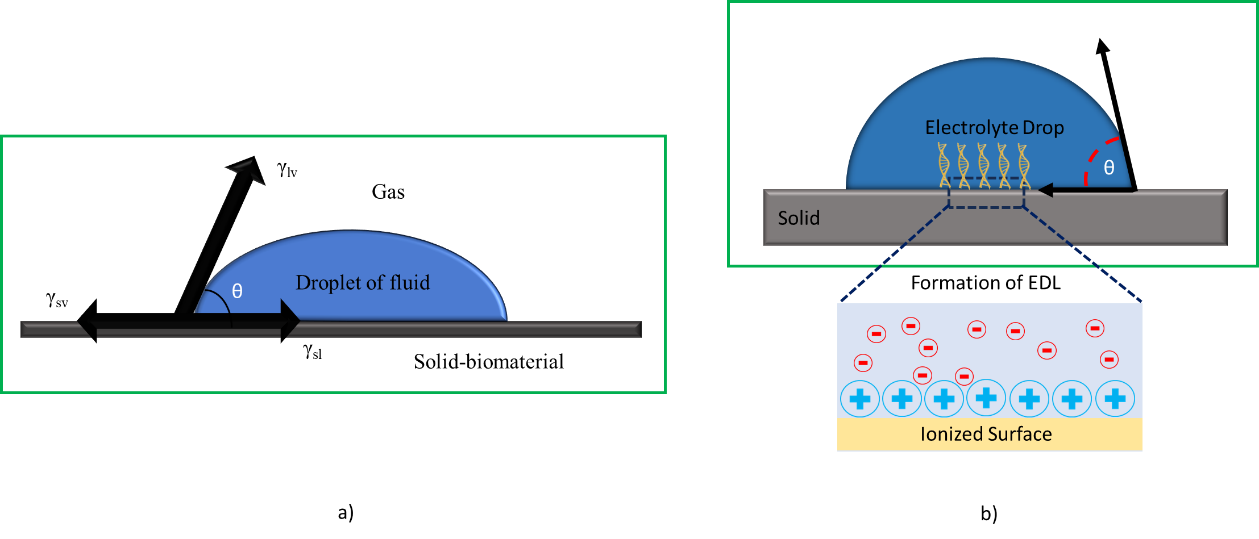 γlv
Gas
Droplet of fluid
θ
γsv
γsl
Solid-biomaterial
a)
Electrolyte Drop
θ
Solid
Formation of EDL
Ionized Surface
b)